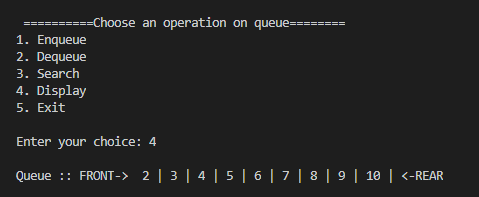 ==========Choose an operation on queue========
1. Enqueue
2. Dequeue
3. Search
4. Display
5. Exit
Enter your choice: 4
Queue :: FRONT->  2 | 3 | 4 | 5 | 6 | 7 | 8 | 9 | 10 | <-REAR